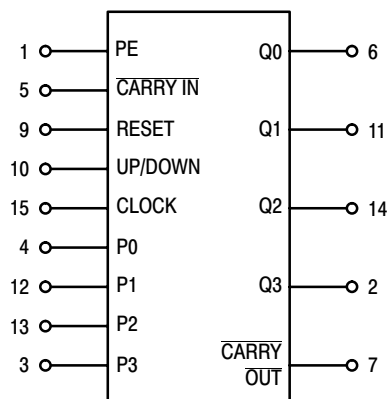 1 PE Q0 6
5 CARRY IN
9 RESET Q1 11
10 UP/DOWN
15 CLOCK Q2 14
4 P0
12 P1 Q3 2
13 P2
CARRY
3 P3 OUT 7